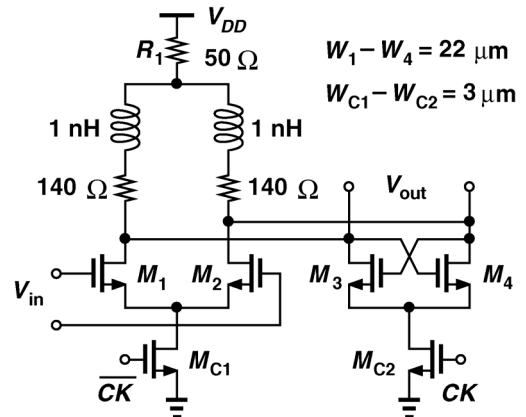 V_DD
R_1
50 Ω
W_1 – W_4 = 22 μm
W_C1 – W_C2 = 3 μm
1 nH
1 nH
140 Ω
140 Ω
V_out
M_1
M_2
M_3
M_4
V_in
M_C1
M_C2
C̅K̅
CK